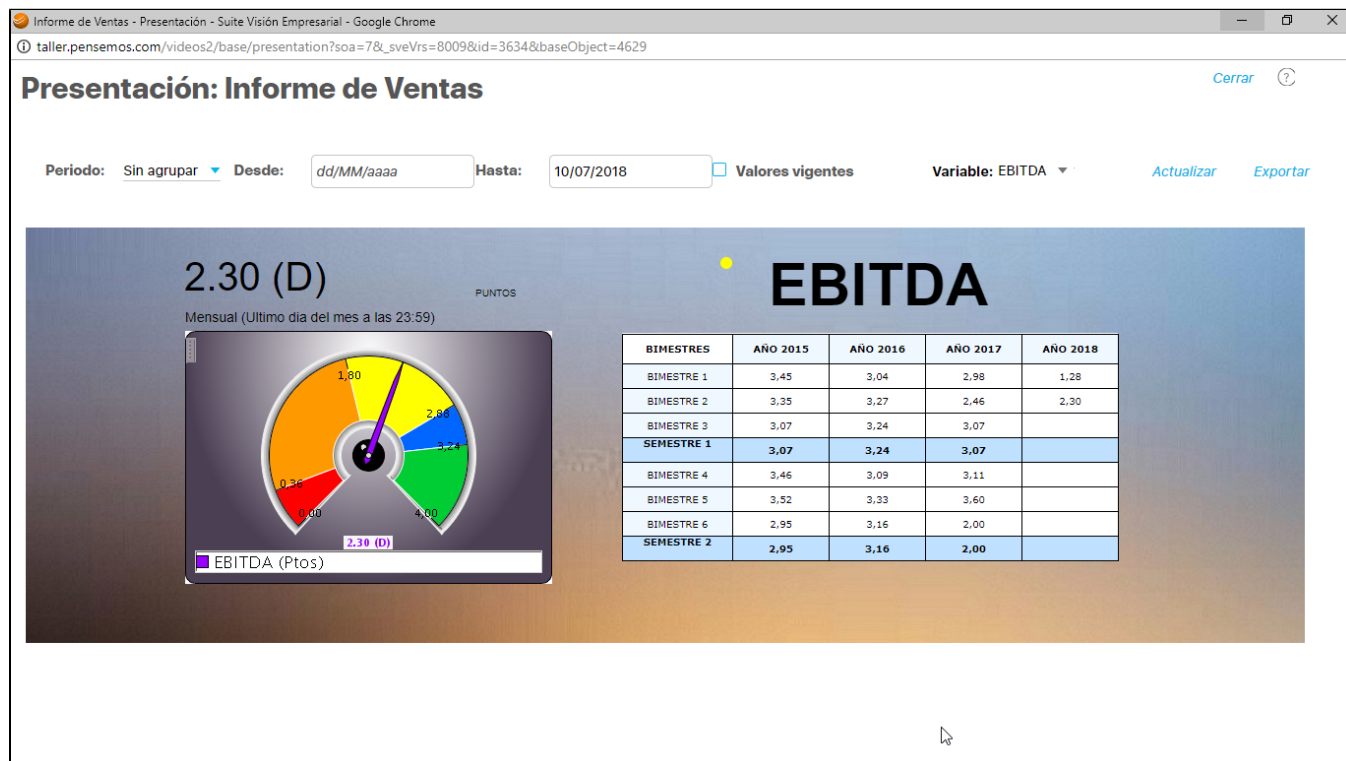 Informe de Ventas - Presentación - Suite Visión Empresarial - Google Chrome
taller.pensemos.com/videos2/base/presentation?soa=7&_sveVrs=8009&id=3634&baseObject=4629
Presentación: Informe de Ventas
Cerrar ?
Periodo: Sin agrupar Desde: dd/MM/aaaa Hasta: 10/07/2018 Valores vigentes Variable: EBITDA Actualizar Exportar
2.30 (D)
PUNTOS
Mensual (Ultimo dia del mes a las 23:59)
1,80
2,88
3,24
0,36
0,00 4,00
2.30 (D)
EBITDA (Ptos)
EBITDA
BIMESTRES AÑO 2015 AÑO 2016 AÑO 2017 AÑO 2018
BIMESTRE 1 3,45 3,04 2,98 1,28
BIMESTRE 2 3,35 3,27 2,46 2,30
BIMESTRE 3 3,07 3,24 3,07
SEMESTRE 1 3,07 3,24 3,07
BIMESTRE 4 3,46 3,09 3,11
BIMESTRE 5 3,52 3,33 3,60
BIMESTRE 6 2,95 3,16 2,00
SEMESTRE 2 2,95 3,16 2,00